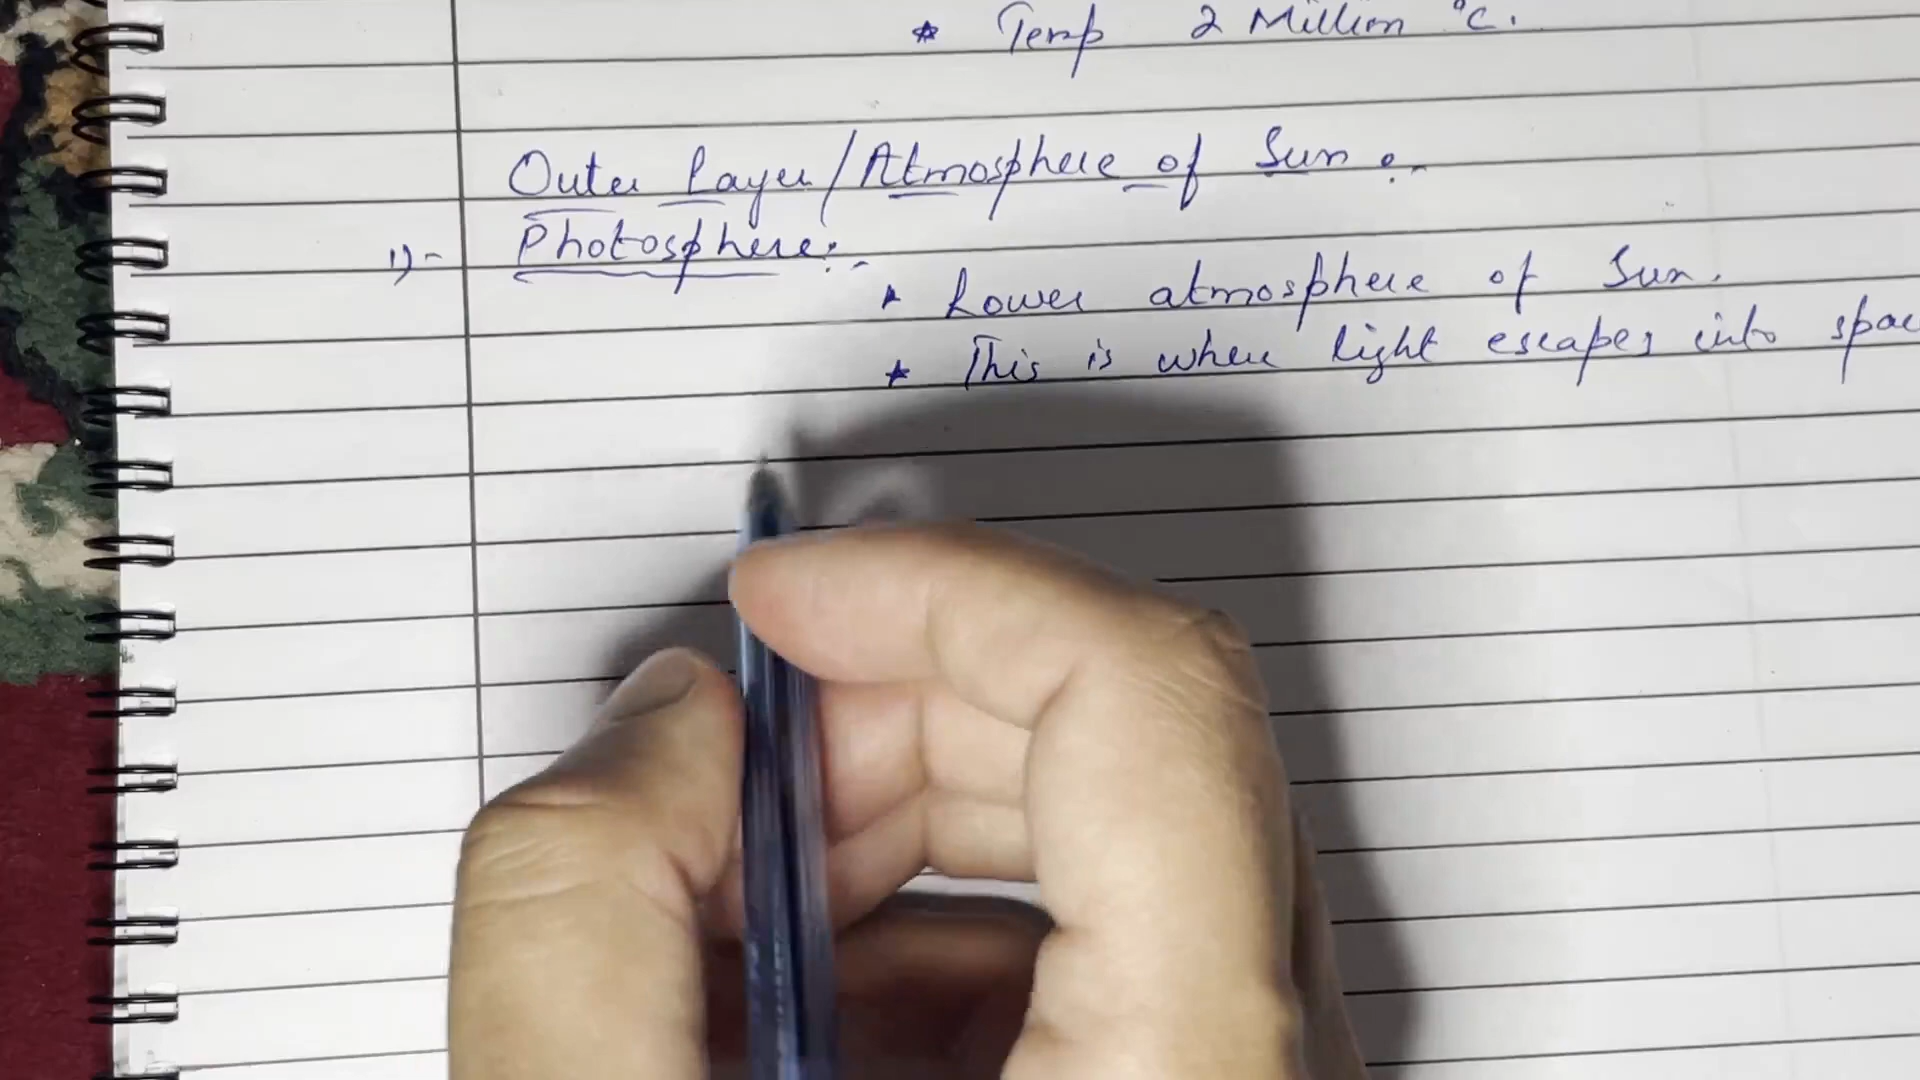 * Temp 2 Million °C.
Outer Layer/Atmosphere of Sun :-
1)- Photosphere:-
* Lower atmosphere of Sun.
* This is where light escapes into spac